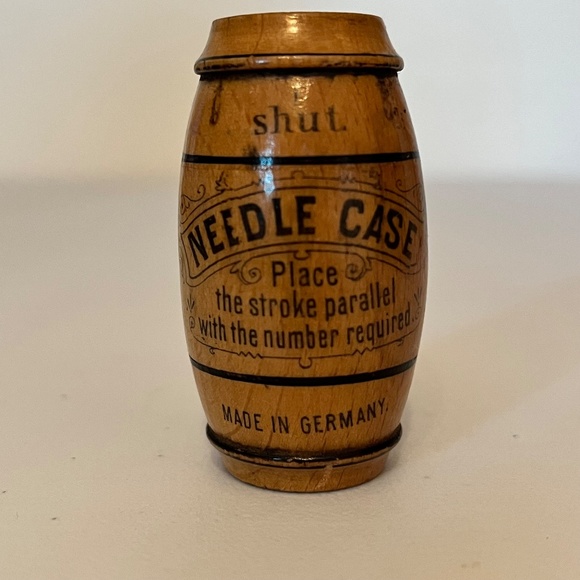 shut.
NEEDLE CASE
Place
the stroke parallel
with the number required.
MADE IN GERMANY.